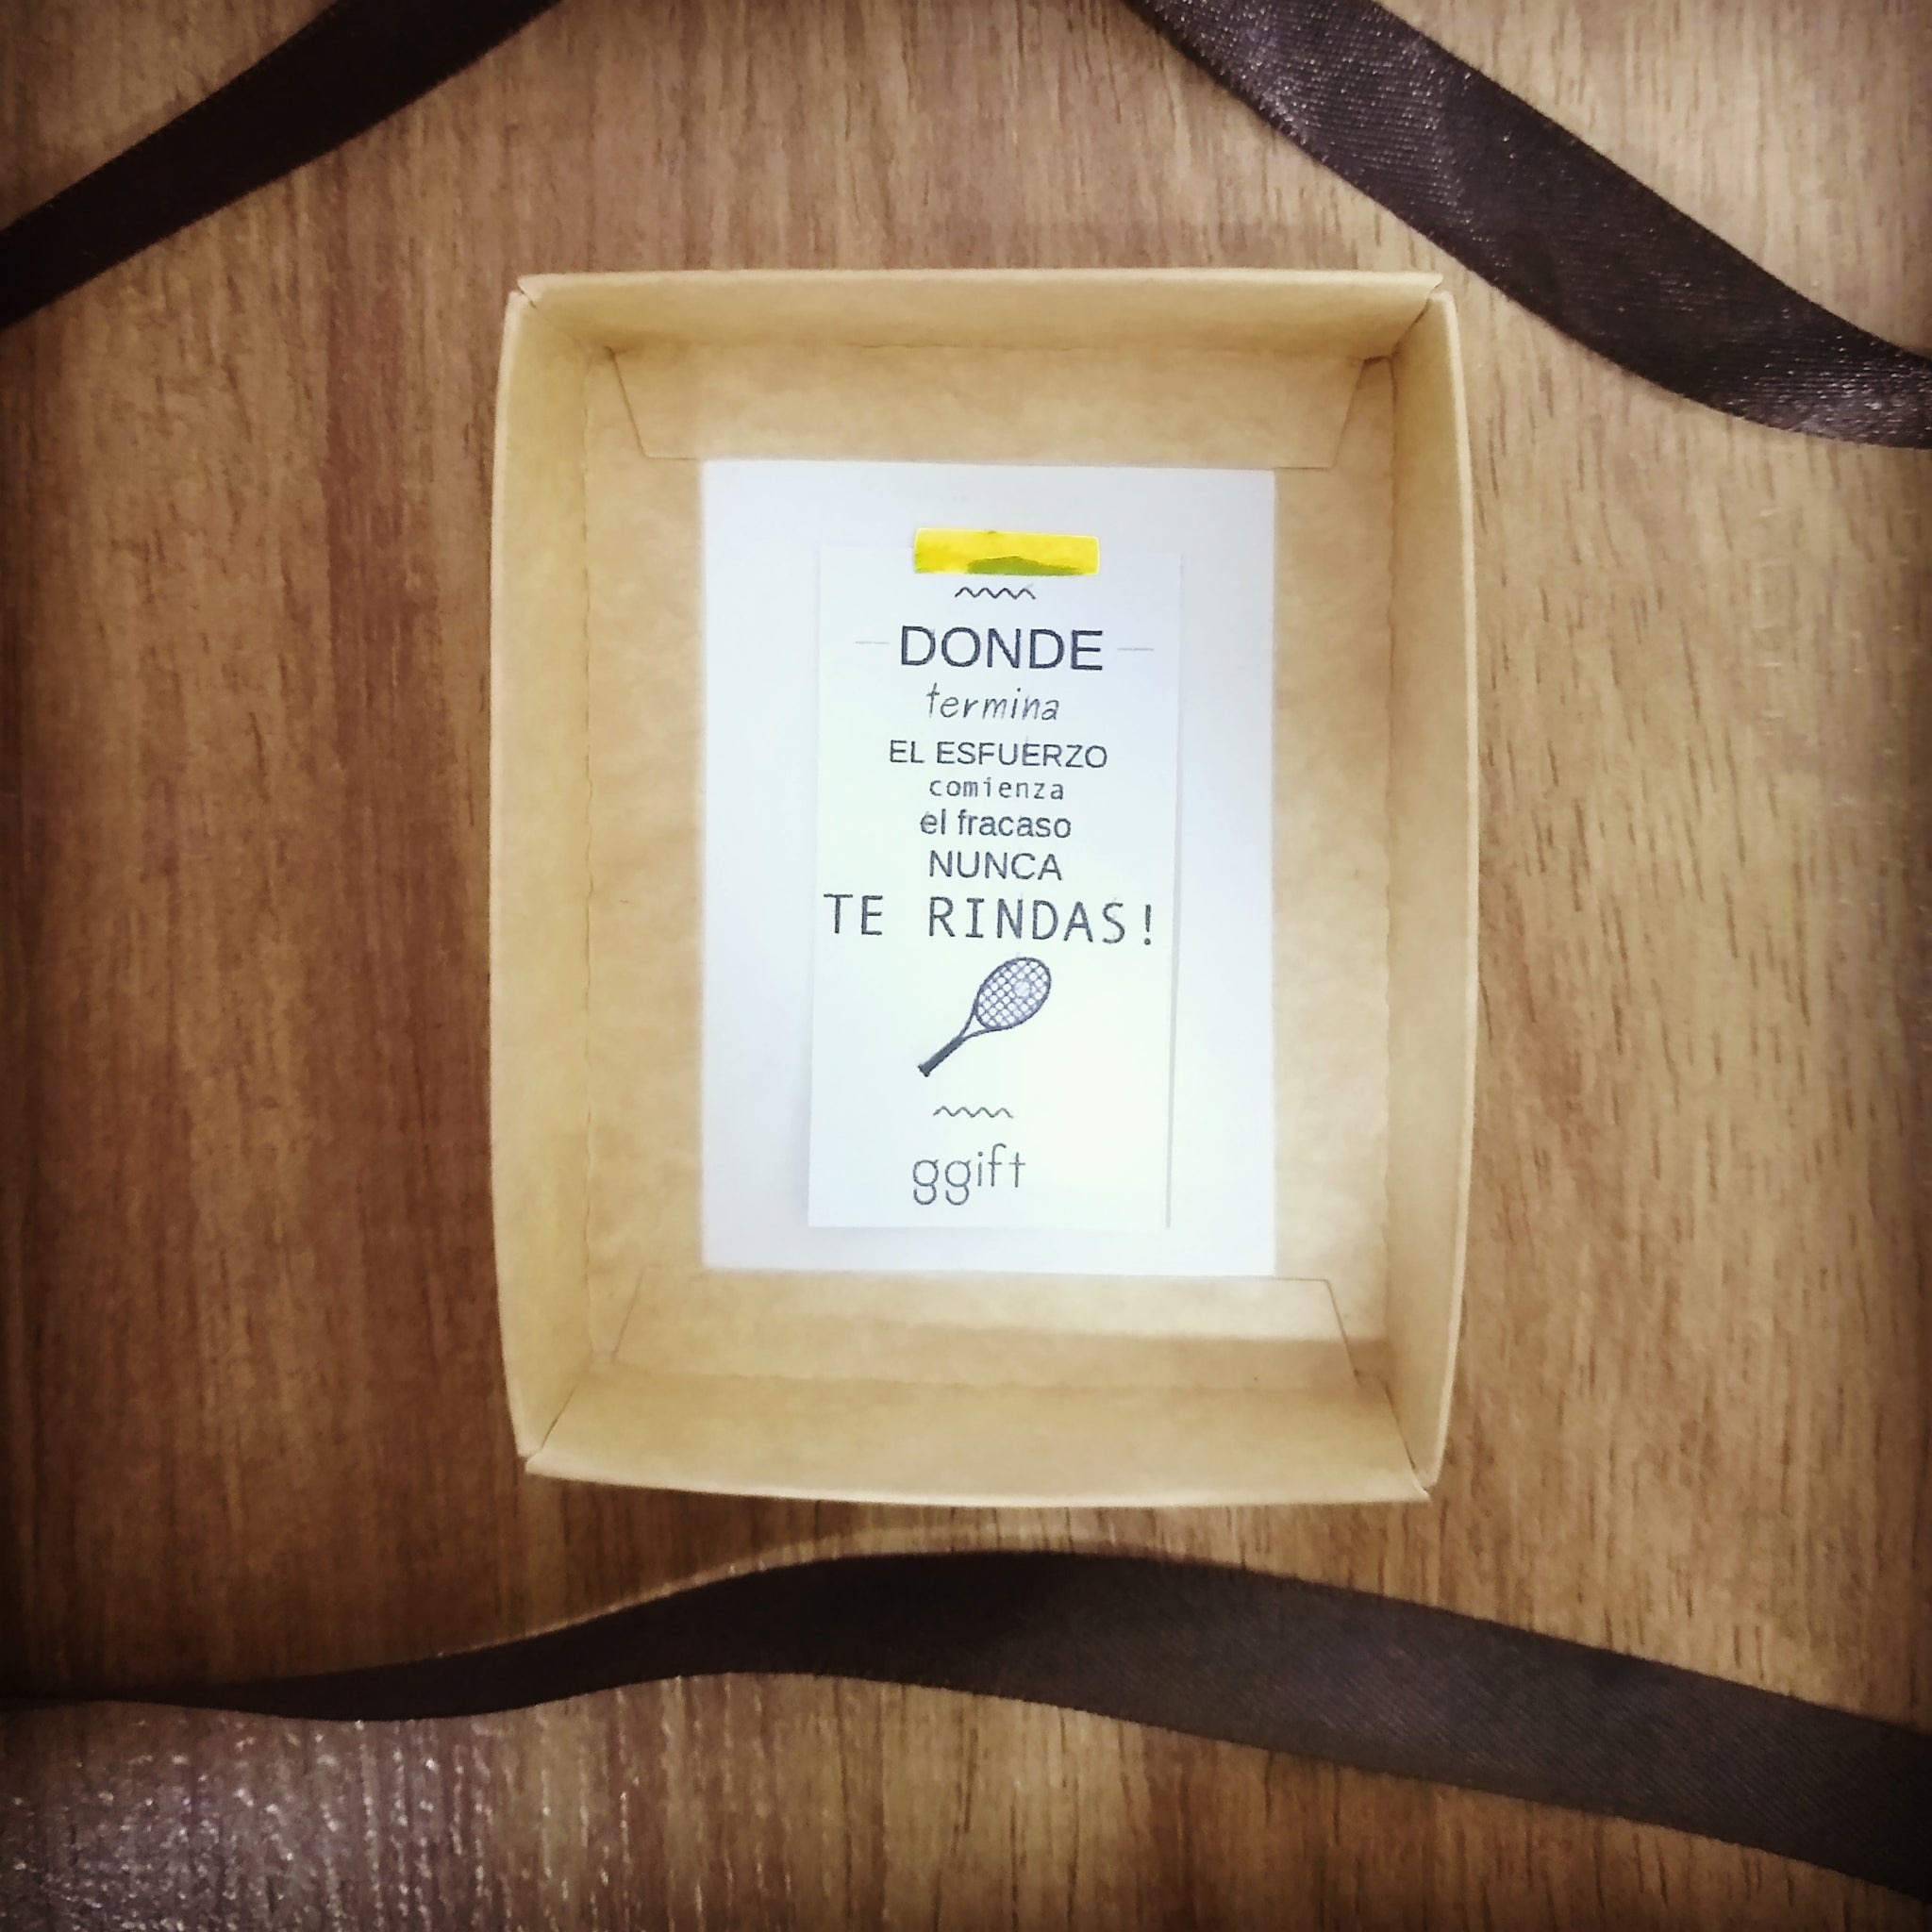 DONDE
termina
EL ESFUERZO
comienza
el fracaso
NUNCA
TE RINDAS!
ggift